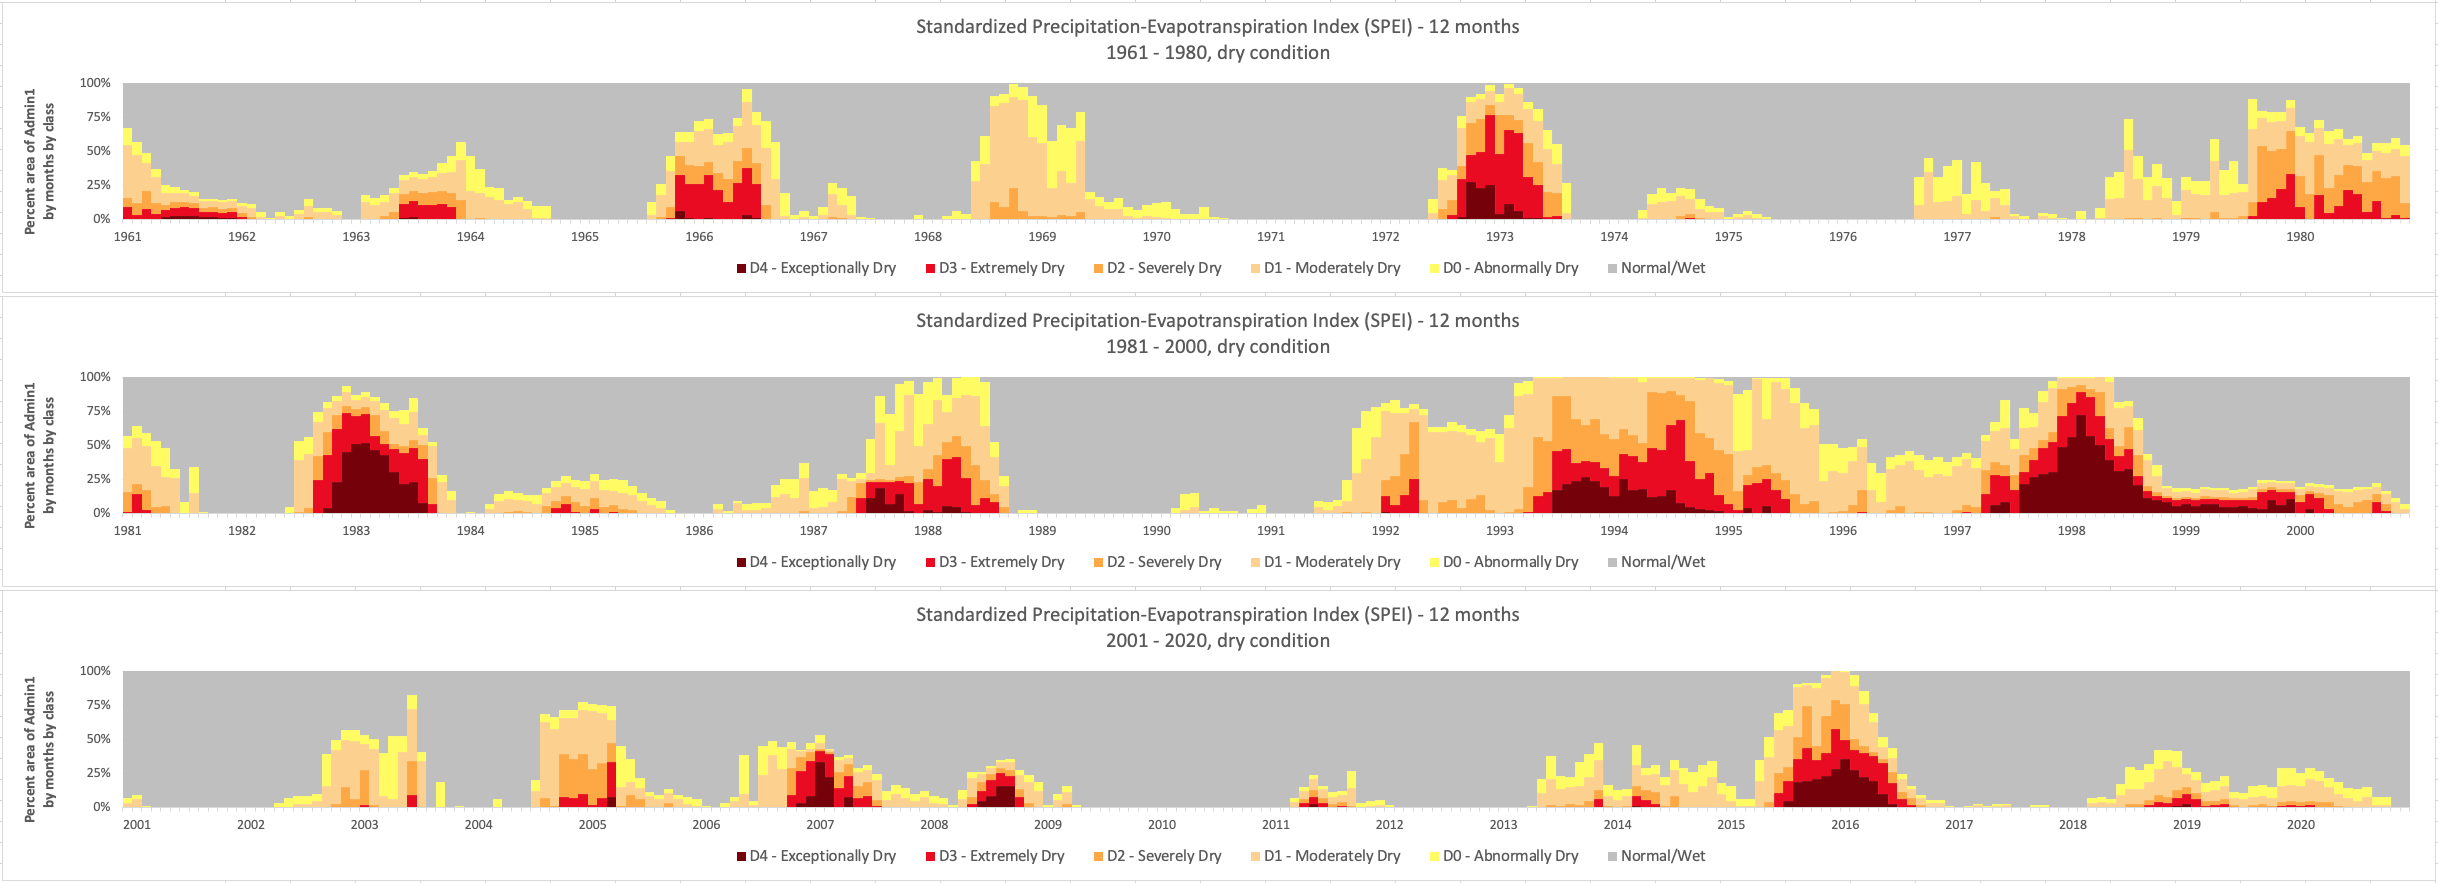 Standardized Precipitation-Evapotranspiration Index (SPEI) - 12 months
1961 - 1980, dry condition
Percent area of Admin1
by months by class
100%
75%
50%
25%
0%
1961 1962 1963 1964 1965 1966 1967 1968 1969 1970 1971 1972 1973 1974 1975 1976 1977 1978 1979 1980
D4 - Exceptionally Dry D3 - Extremely Dry D2 - Severely Dry D1 - Moderately Dry D0 - Abnormally Dry Normal/Wet
Standardized Precipitation-Evapotranspiration Index (SPEI) - 12 months
1981 - 2000, dry condition
Percent area of Admin1
by months by class
100%
75%
50%
25%
0%
1981 1982 1983 1984 1985 1986 1987 1988 1989 1990 1991 1992 1993 1994 1995 1996 1997 1998 1999 2000
D4 - Exceptionally Dry D3 - Extremely Dry D2 - Severely Dry D1 - Moderately Dry D0 - Abnormally Dry Normal/Wet
Standardized Precipitation-Evapotranspiration Index (SPEI) - 12 months
2001 - 2020, dry condition
Percent area of Admin1
by months by class
100%
75%
50%
25%
0%
2001 2002 2003 2004 2005 2006 2007 2008 2009 2010 2011 2012 2013 2014 2015 2016 2017 2018 2019 2020
D4 - Exceptionally Dry D3 - Extremely Dry D2 - Severely Dry D1 - Moderately Dry D0 - Abnormally Dry Normal/Wet